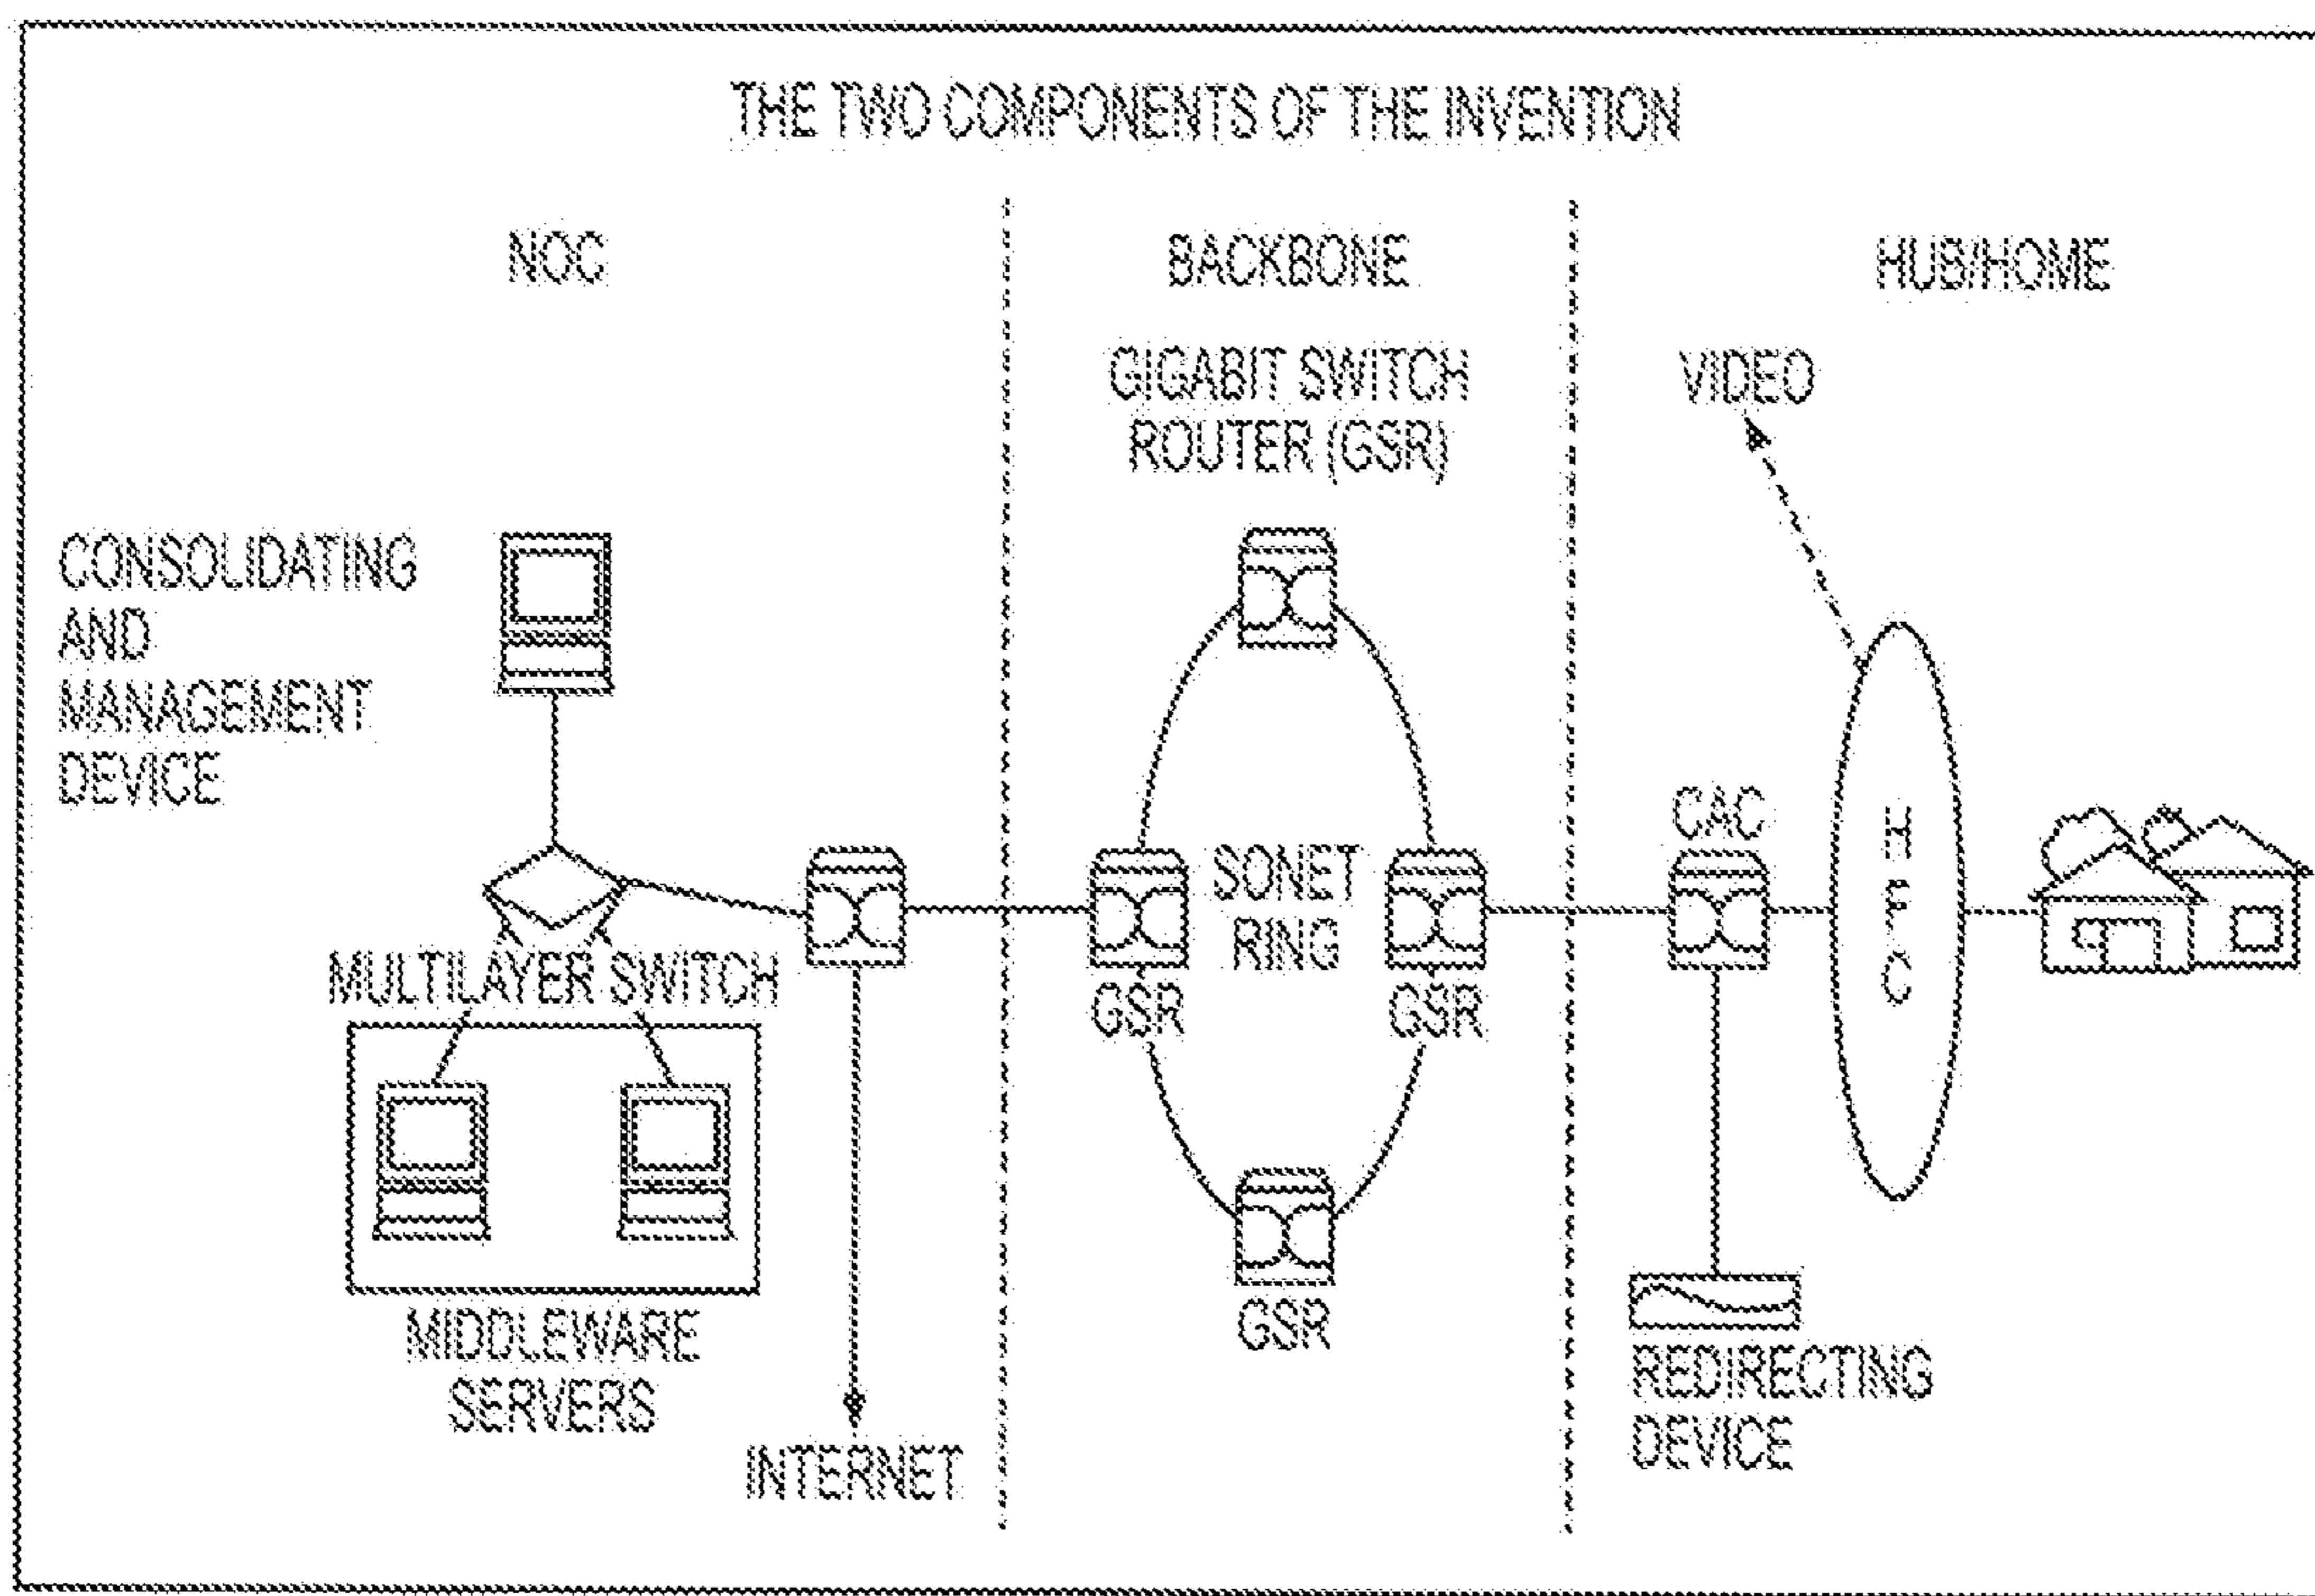 THE TWO COMPONENTS OF THE INVENTION
NOC
BACKBONE
HUB/HOME
GIGABIT SWITCH
ROUTER (GSR)
VIDEO
CONSOLIDATING
AND
MANAGEMENT
DEVICE
CAC
SONET
RING
HFC
MULTILAYER SWITCH
GSR
GSR
MIDDLEWARE
SERVERS
GSR
REDIRECTING
DEVICE
INTERNET